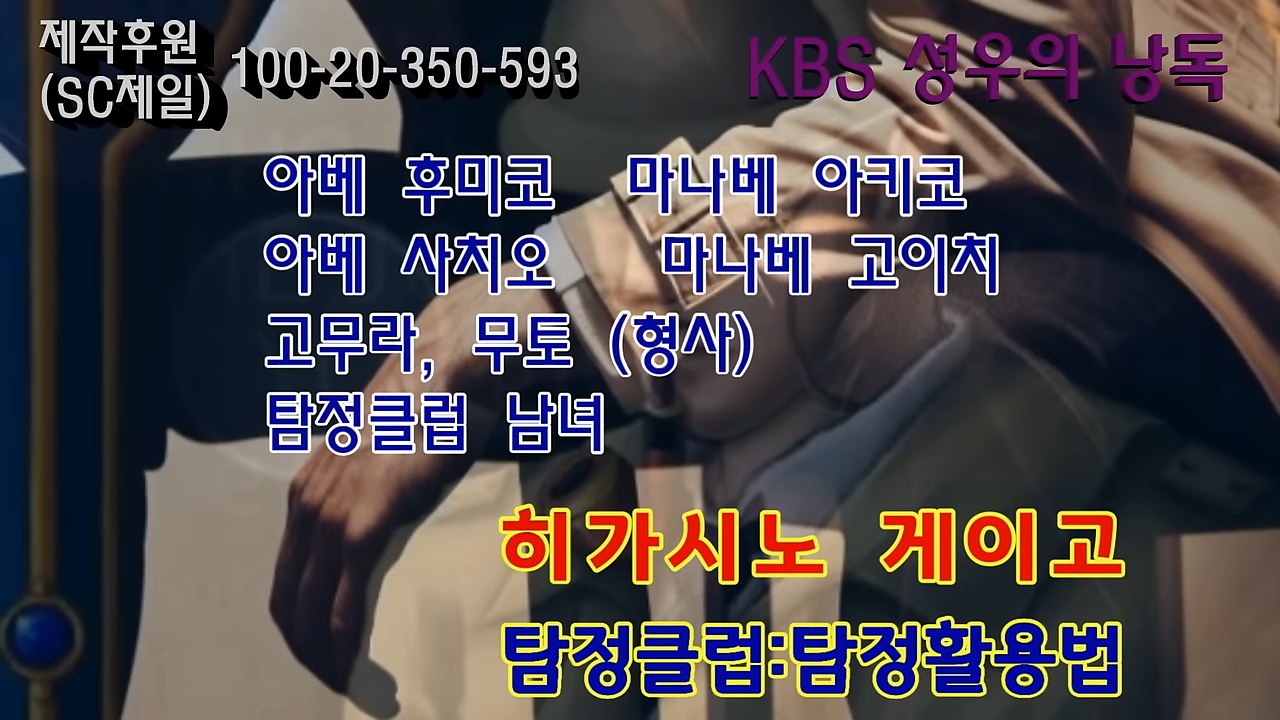 제작후원
(SC제일) 100-20-350-593
KBS 성우의 낭독
아베 후미코 마나베 아키코
아베 사치오 마나베 고이치
고무라, 무토 (형사)
탐정클럽 남녀
히가시노 게이고
탐정클럽:탐정활용법